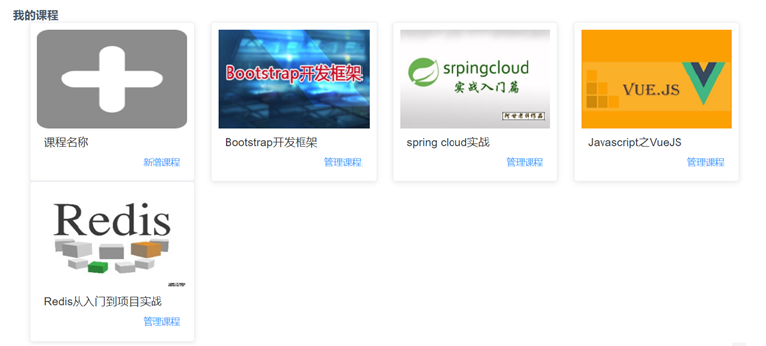 我的课程
Bootstrap开发框架
srpingcloud
实战入门篇
VUE.JS
课程名称
Bootstrap开发框架
spring cloud实战
Javascript之VueJS
新增课程
管理课程
管理课程
管理课程
Redis
Redis从入门到项目实战
管理课程